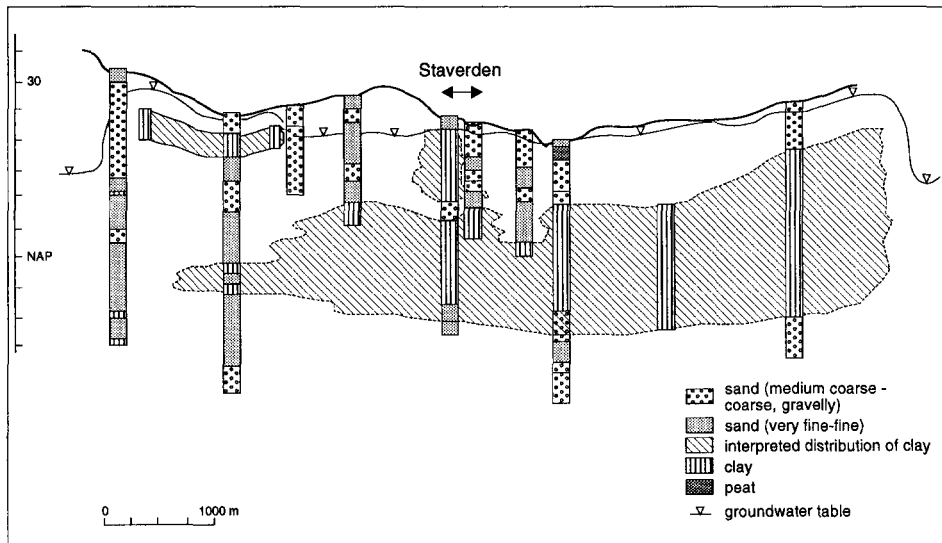 Staverden
30
NAP
sand (medium coarse -
coarse, gravelly)
sand (very fine-fine)
interpreted distribution of clay
clay
peat
groundwater table
0 1000 m